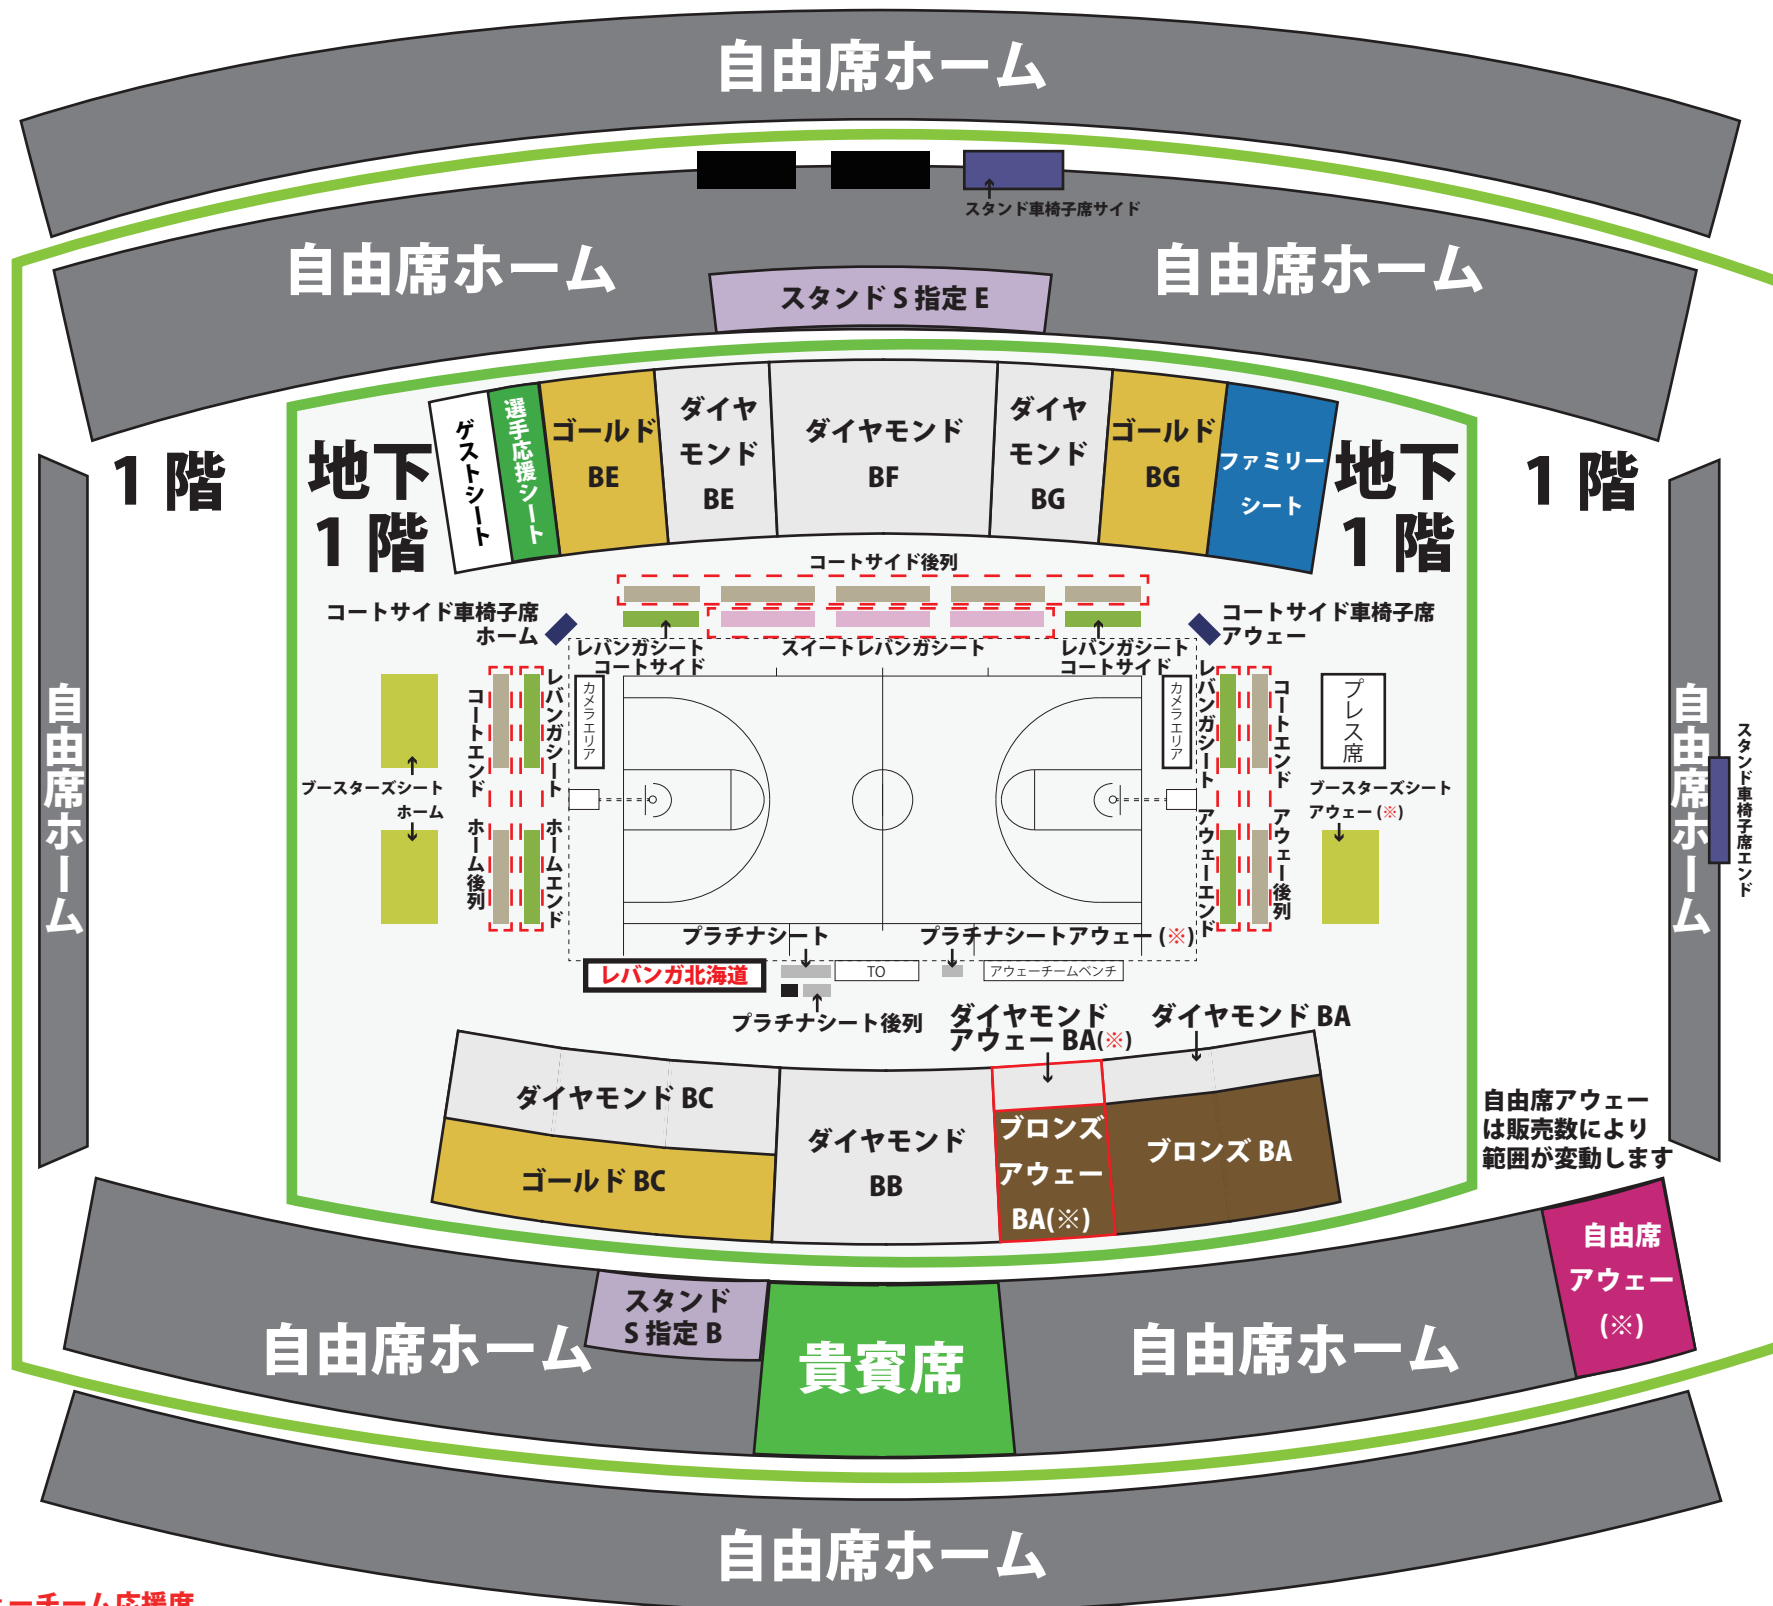 自由席ホーム
スタンド車椅子席サイド
自由席ホーム
自由席ホーム
スタンド S 指定 E
ゲストシート
選手応援シート
ゴールド
BE
ダイヤ
モンド
BE
ダイヤモンド
BF
ダイヤ
モンド
BG
ゴールド
BG
ファミリー
シート
1 階
地下
1 階
地下
1 階
1 階
コートサイド後列
コートサイド車椅子席
ホーム
コートサイド車椅子席
アウェー
レバンガシート
コートサイド
スイートレバンガシート
レバンガシート
コートサイド
自由席ホーム
ブースターズシート
ホーム
コートエンド ホーム後列
レバンガシート ホームエンド
カメラエリア
カメラエリア
レバンガシート アウェーエンド
コートエンド アウェー後列
プレス席
ブースターズシート
アウェー (※)
自由席ホーム
スタンド車椅子席エンド
プラチナシート
プラチナシートアウェー (※)
レバンガ北海道
TO
アウェーチームベンチ
プラチナシート後列
ダイヤモンド
アウェー BA(※)
ダイヤモンド BA
ダイヤモンド BC
ゴールド BC
ダイヤモンド
BB
ブロンズ
アウェー
BA(※)
ブロンズ BA
自由席アウェー
は販売数により
範囲が変動します
自由席
アウェー
(※)
スタンド
S 指定 B
自由席ホーム
貴賓席
自由席ホーム
自由席ホーム
ーチーム応援席